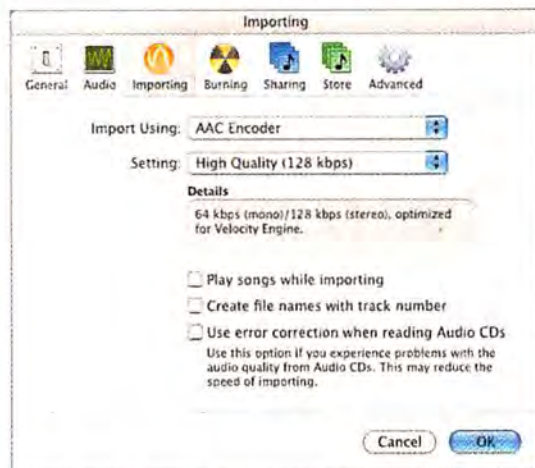 Importing
General Audio Importing Burning Sharing Store Advanced
Import Using: AAC Encoder
Setting: High Quality (128 kbps)
Details
64 kbps (mono)/128 kbps (stereo), optimized
for Velocity Engine.
Play songs while importing
Create file names with track number
Use error correction when reading Audio CDs
Use this option if you experience problems with the
audio quality from Audio CDs. This may reduce the
speed of importing.
Cancel OK